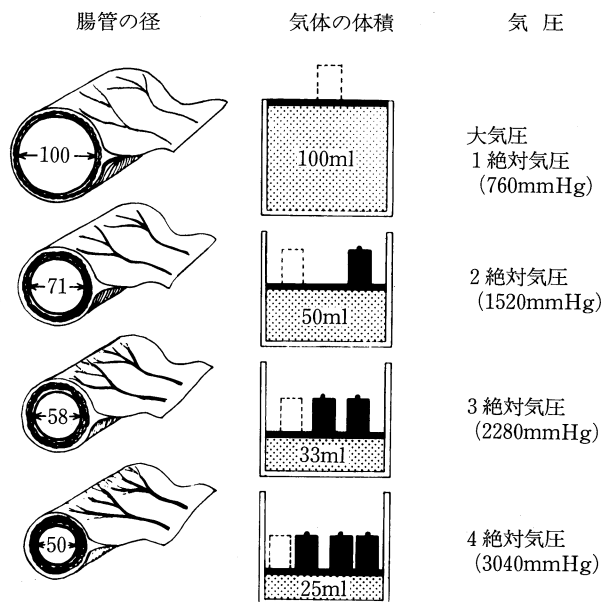 腸管の径
気体の体積
気 圧
100
100ml
大気圧
1絶対気圧
(760mmHg)
71
50ml
2絶対気圧
(1520mmHg)
58
33ml
3絶対気圧
(2280mmHg)
50
25ml
4絶対気圧
(3040mmHg)